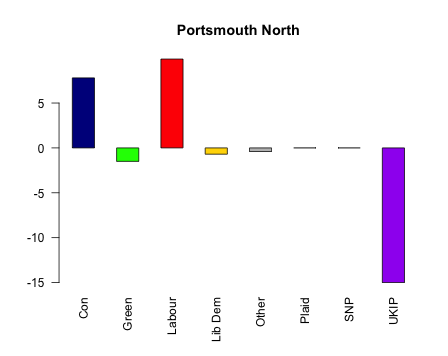 Portsmouth North
5
0
-5
-10
-15
Con
Green
Labour
Lib Dem
Other
Plaid
SNP
UKIP